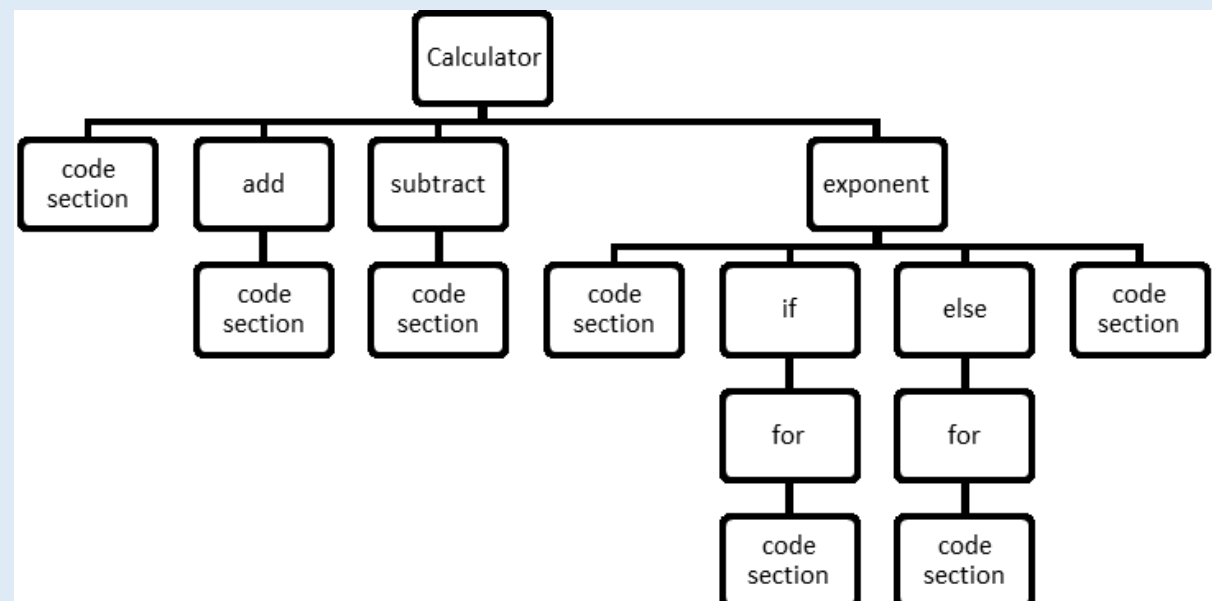 Calculator
code
section
add
subtract
exponent
code
section
code
section
code
section
if
else
code
section
for
for
code
section
code
section